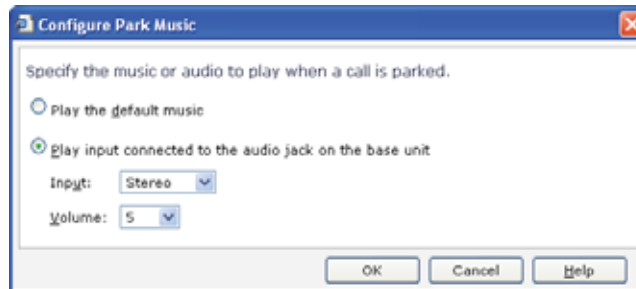 Configure Park Music
Specify the music or audio to play when a call is parked.
Play the default music
Play input connected to the audio jack on the base unit
Input: Stereo
Volume: 5
OK Cancel Help